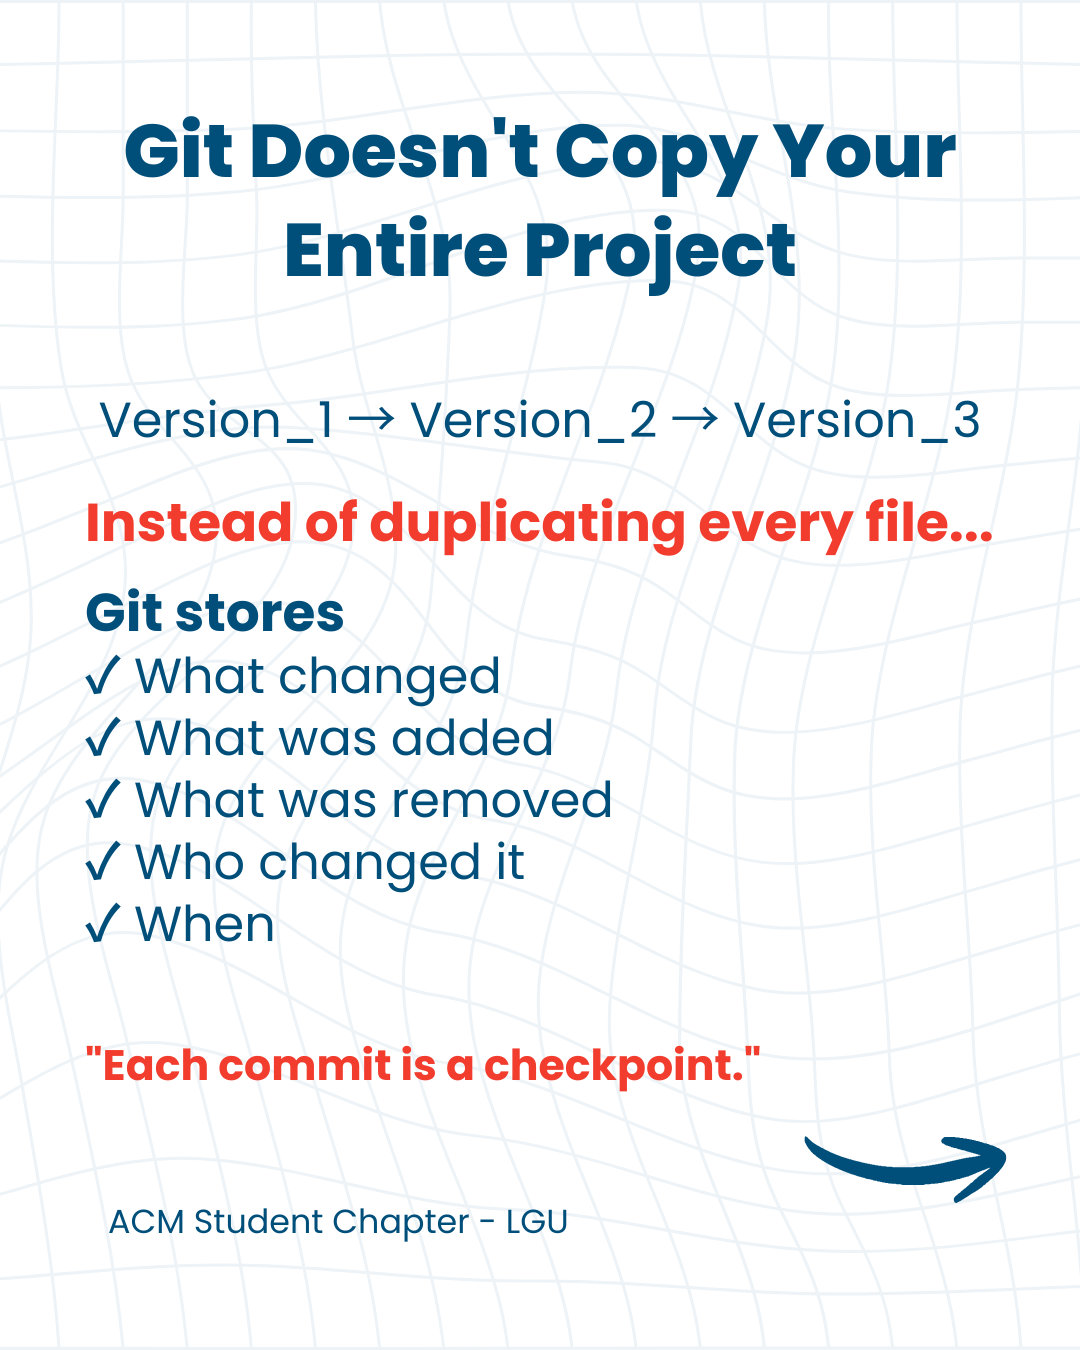 Git Doesn't Copy Your
Entire Project
Version_1 → Version_2 → Version_3
Instead of duplicating every file...
Git stores
✓ What changed
✓ What was added
✓ What was removed
✓ Who changed it
✓ When
"Each commit is a checkpoint."
ACM Student Chapter - LGU